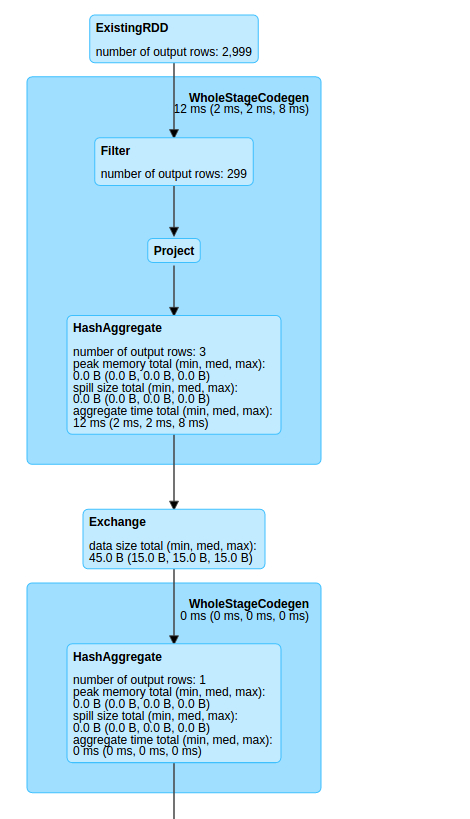 ExistingRDD
number of output rows: 2,999
WholeStageCodegen
12 ms (2 ms, 2 ms, 8 ms)
Filter
number of output rows: 299
Project
HashAggregate
number of output rows: 3
peak memory total (min, med, max):
0.0 B (0.0 B, 0.0 B, 0.0 B)
spill size total (min, med, max):
0.0 B (0.0 B, 0.0 B, 0.0 B)
aggregate time total (min, med, max):
12 ms (2 ms, 2 ms, 8 ms)
Exchange
data size total (min, med, max):
45.0 B (15.0 B, 15.0 B, 15.0 B)
WholeStageCodegen
0 ms (0 ms, 0 ms, 0 ms)
HashAggregate
number of output rows: 1
peak memory total (min, med, max):
0.0 B (0.0 B, 0.0 B, 0.0 B)
spill size total (min, med, max):
0.0 B (0.0 B, 0.0 B, 0.0 B)
aggregate time total (min, med, max):
0 ms (0 ms, 0 ms, 0 ms)